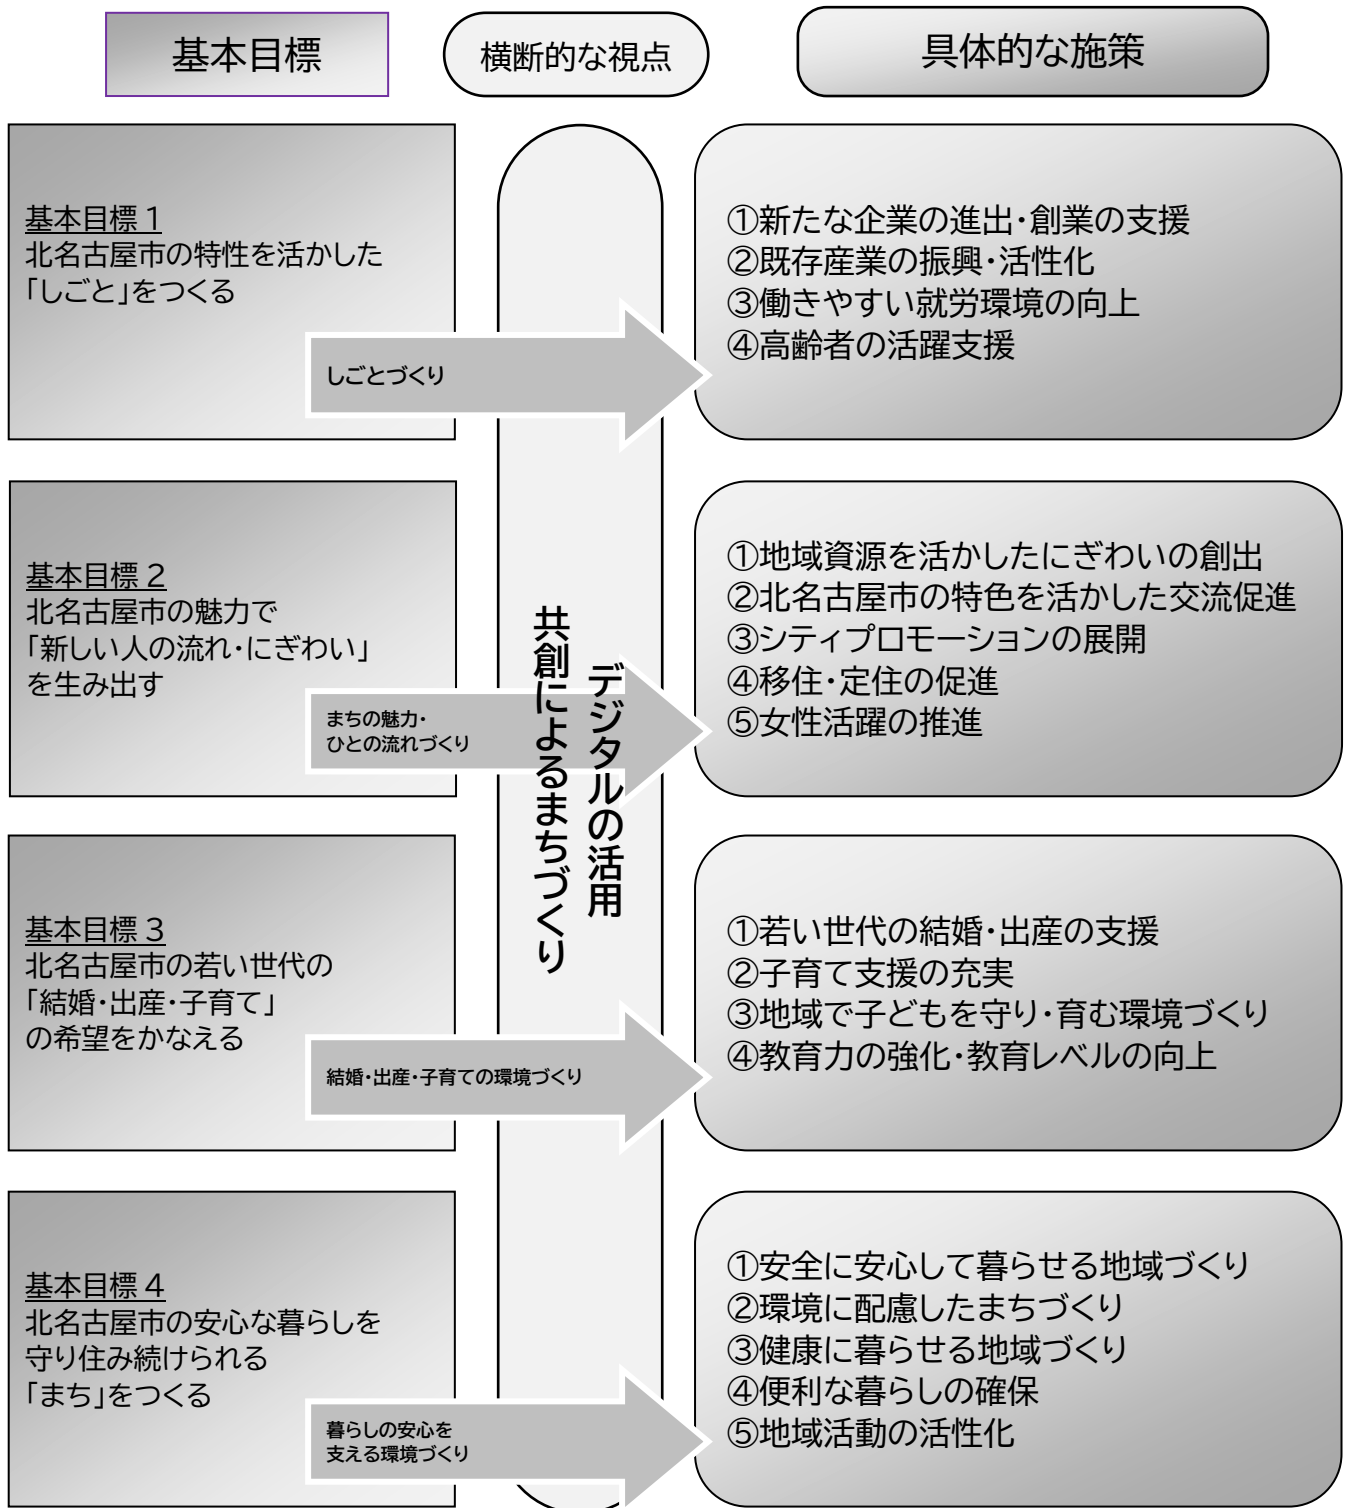 基本目標
横断的な視点
具体的な施策
基本目標1
北名古屋市の特性を活かした
「しごと」をつくる
しごとづくり
①新たな企業の進出・創業の支援
②既存産業の振興・活性化
③働きやすい就労環境の向上
④高齢者の活躍支援
基本目標2
北名古屋市の魅力で
「新しい人の流れ・にぎわい」
を生み出す
まちの魅力・
ひとの流れづくり
①地域資源を活かしたにぎわいの創出
②北名古屋市の特色を活かした交流促進
③シティプロモーションの展開
④移住・定住の促進
⑤女性活躍の推進
デジタルの活用
共創によるまちづくり
基本目標3
北名古屋市の若い世代の
「結婚・出産・子育て」
の希望をかなえる
結婚・出産・子育ての環境づくり
①若い世代の結婚・出産の支援
②子育て支援の充実
③地域で子どもを守り・育む環境づくり
④教育力の強化・教育レベルの向上
基本目標4
北名古屋市の安心な暮らしを
守り住み続けられる
「まち」をつくる
暮らしの安心を
支える環境づくり
①安全に安心して暮らせる地域づくり
②環境に配慮したまちづくり
③健康に暮らせる地域づくり
④便利な暮らしの確保
⑤地域活動の活性化